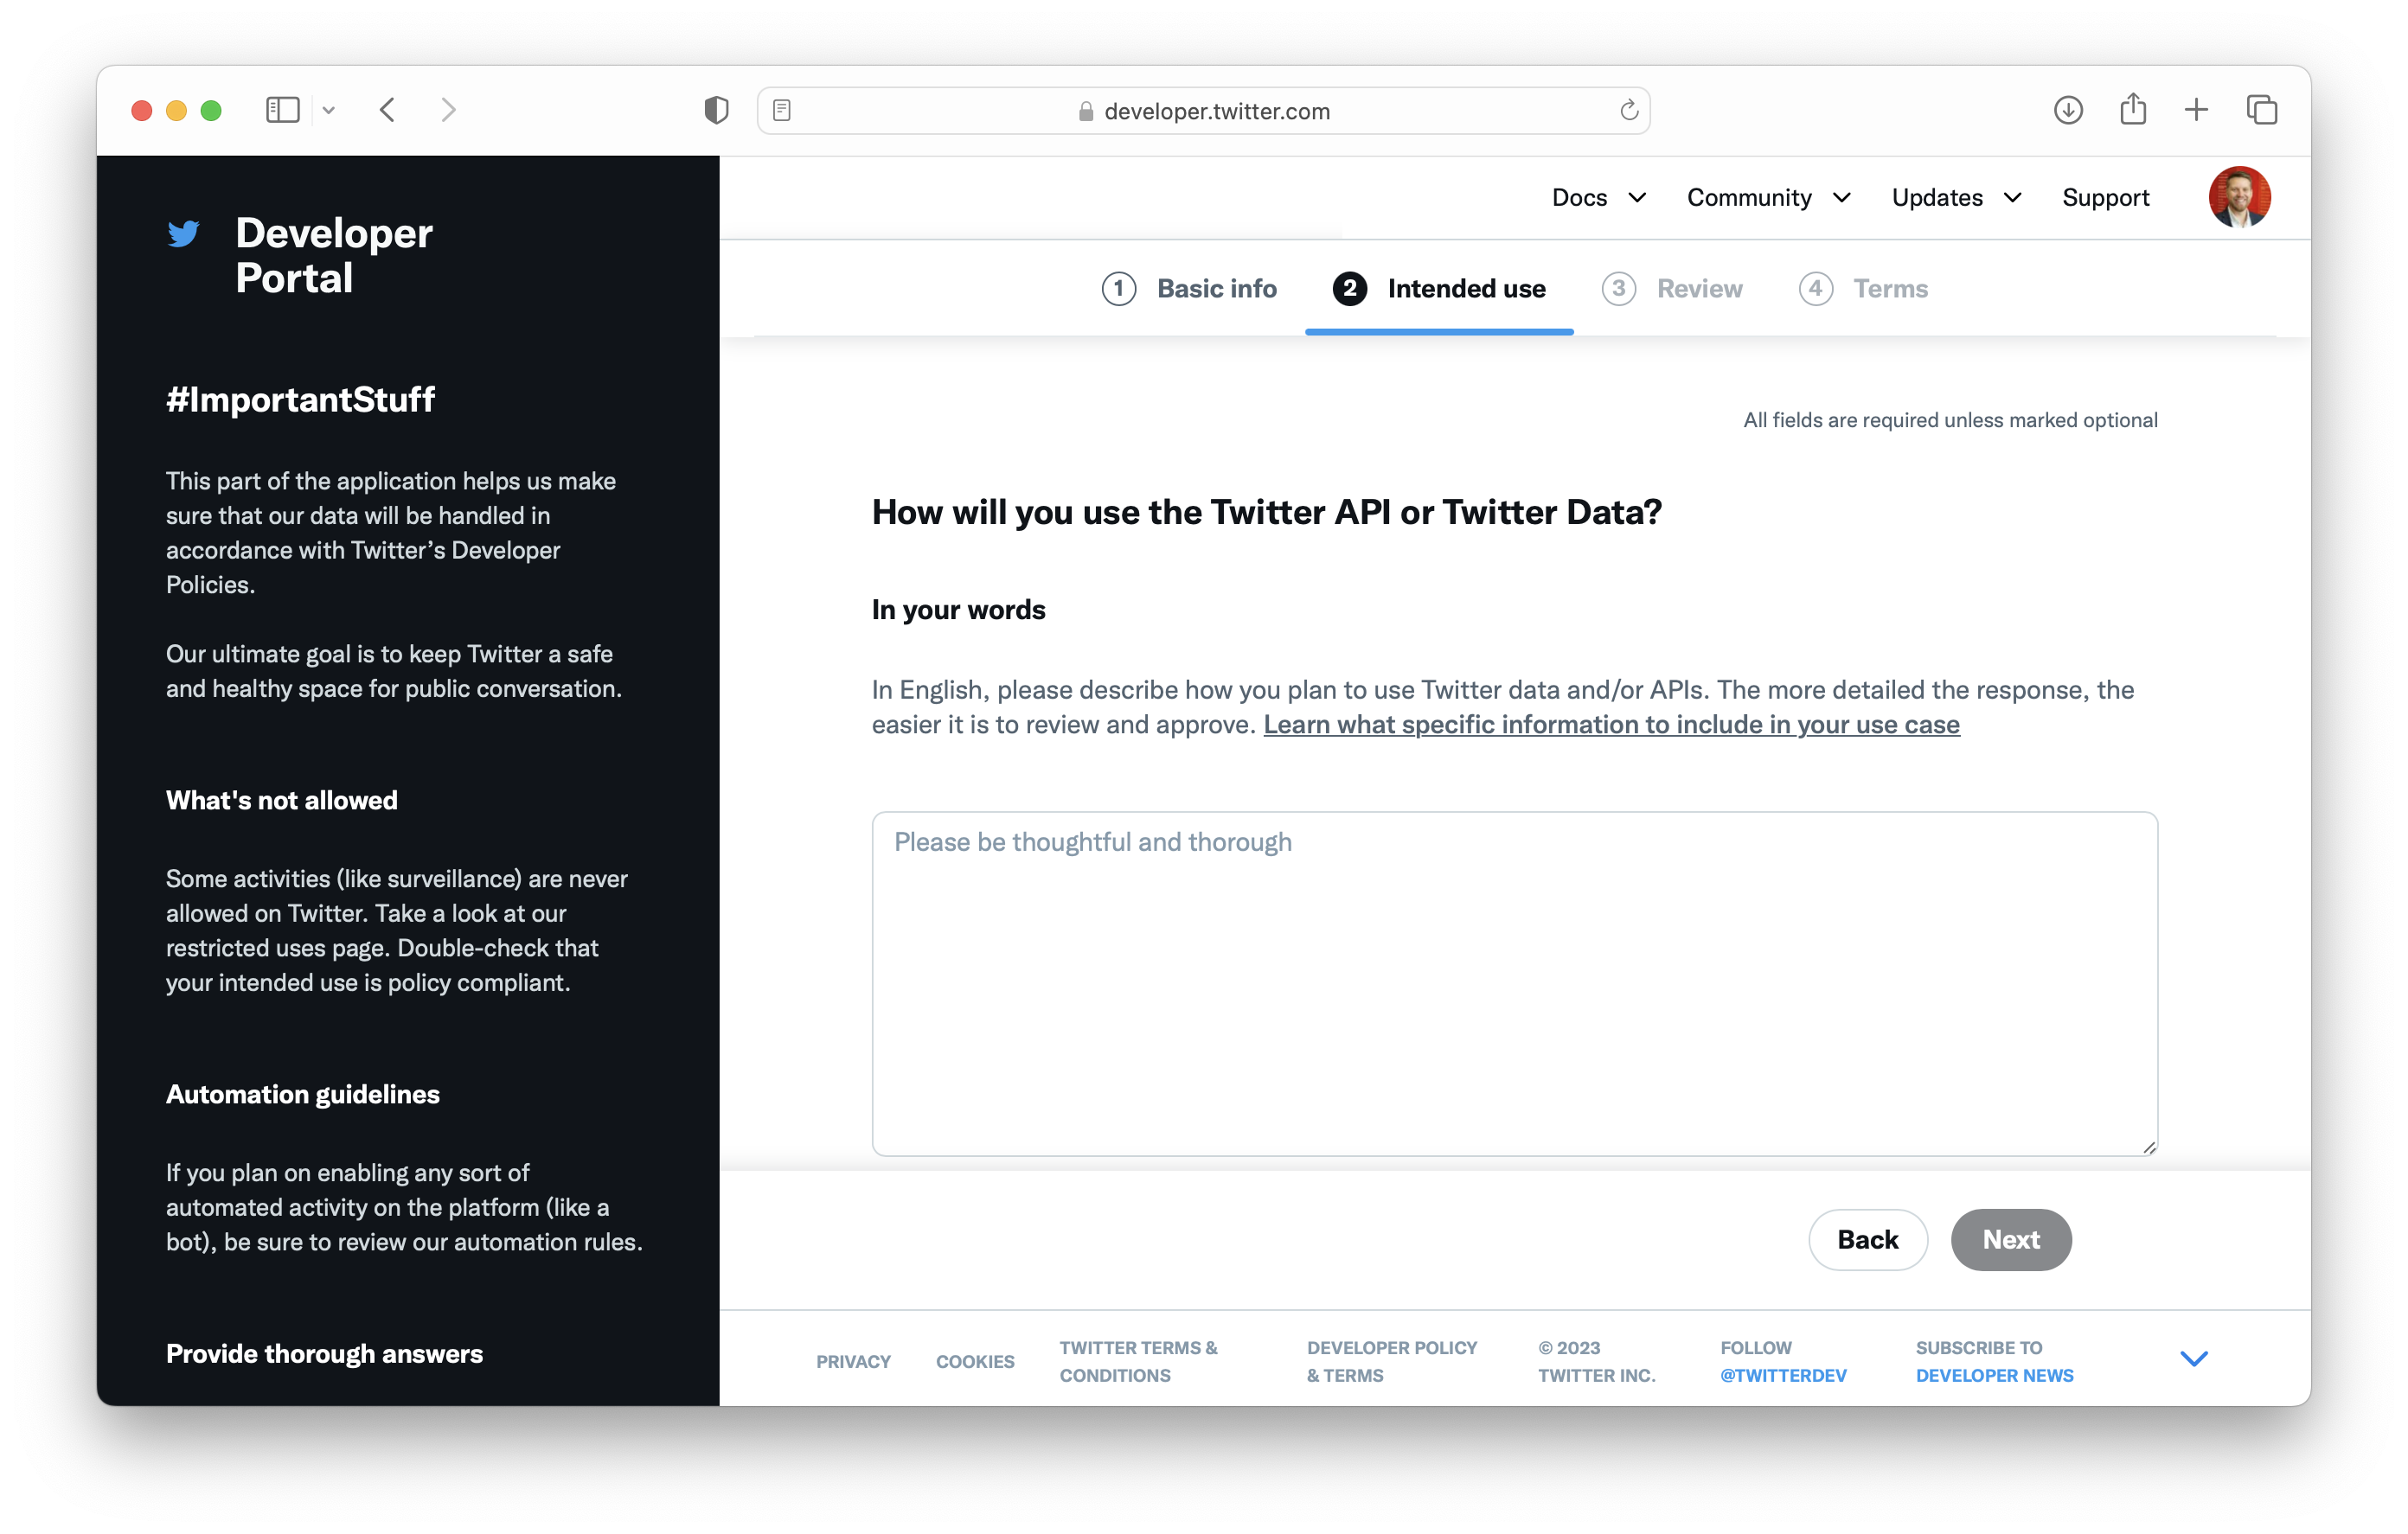 developer.twitter.com
Developer
Portal
#ImportantStuff
This part of the application helps us make
sure that our data will be handled in
accordance with Twitter’s Developer
Policies.
Our ultimate goal is to keep Twitter a safe
and healthy space for public conversation.
What's not allowed
Some activities (like surveillance) are never
allowed on Twitter. Take a look at our
restricted uses page. Double-check that
your intended use is policy compliant.
Automation guidelines
If you plan on enabling any sort of
automated activity on the platform (like a
bot), be sure to review our automation rules.
Provide thorough answers
Docs Community Updates Support
1 Basic info 2 Intended use 3 Review 4 Terms
All fields are required unless marked optional
How will you use the Twitter API or Twitter Data?
In your words
In English, please describe how you plan to use Twitter data and/or APIs. The more detailed the response, the
easier it is to review and approve. Learn what specific information to include in your use case
Please be thoughtful and thorough
Back Next
PRIVACY
COOKIES
TWITTER TERMS &
CONDITIONS
DEVELOPER POLICY
& TERMS
© 2023
TWITTER INC.
FOLLOW
@TWITTERDEV
SUBSCRIBE TO
DEVELOPER NEWS